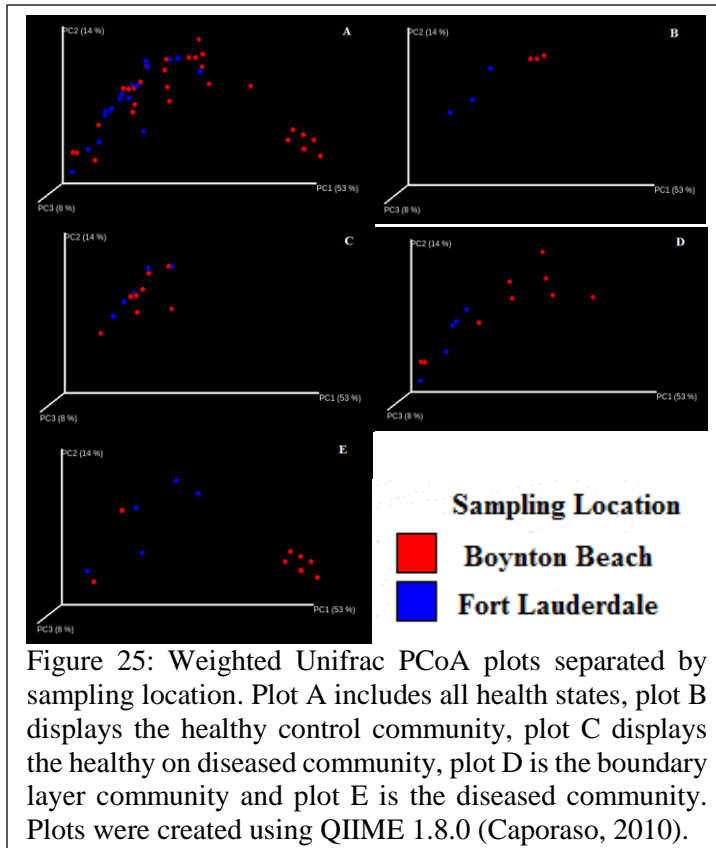 PC2 (14 %)
A
PC1 (53 %)
PC3 (8 %)
PC2 (14 %)
B
PC1 (53 %)
PC3 (8 %)
PC2 (14 %)
C
PC1 (53 %)
PC3 (8 %)
PC2 (14 %)
D
PC1 (53 %)
PC3 (8 %)
PC2 (14 %)
E
PC1 (53 %)
PC3 (8 %)
Sampling Location
Boynton Beach
Fort Lauderdale
Figure 25: Weighted Unifrac PCoA plots separated by
sampling location. Plot A includes all health states, plot B
displays the healthy control community, plot C displays
the healthy on diseased community, plot D is the boundary
layer community and plot E is the diseased community.
Plots were created using QIIME 1.8.0 (Caporaso, 2010).